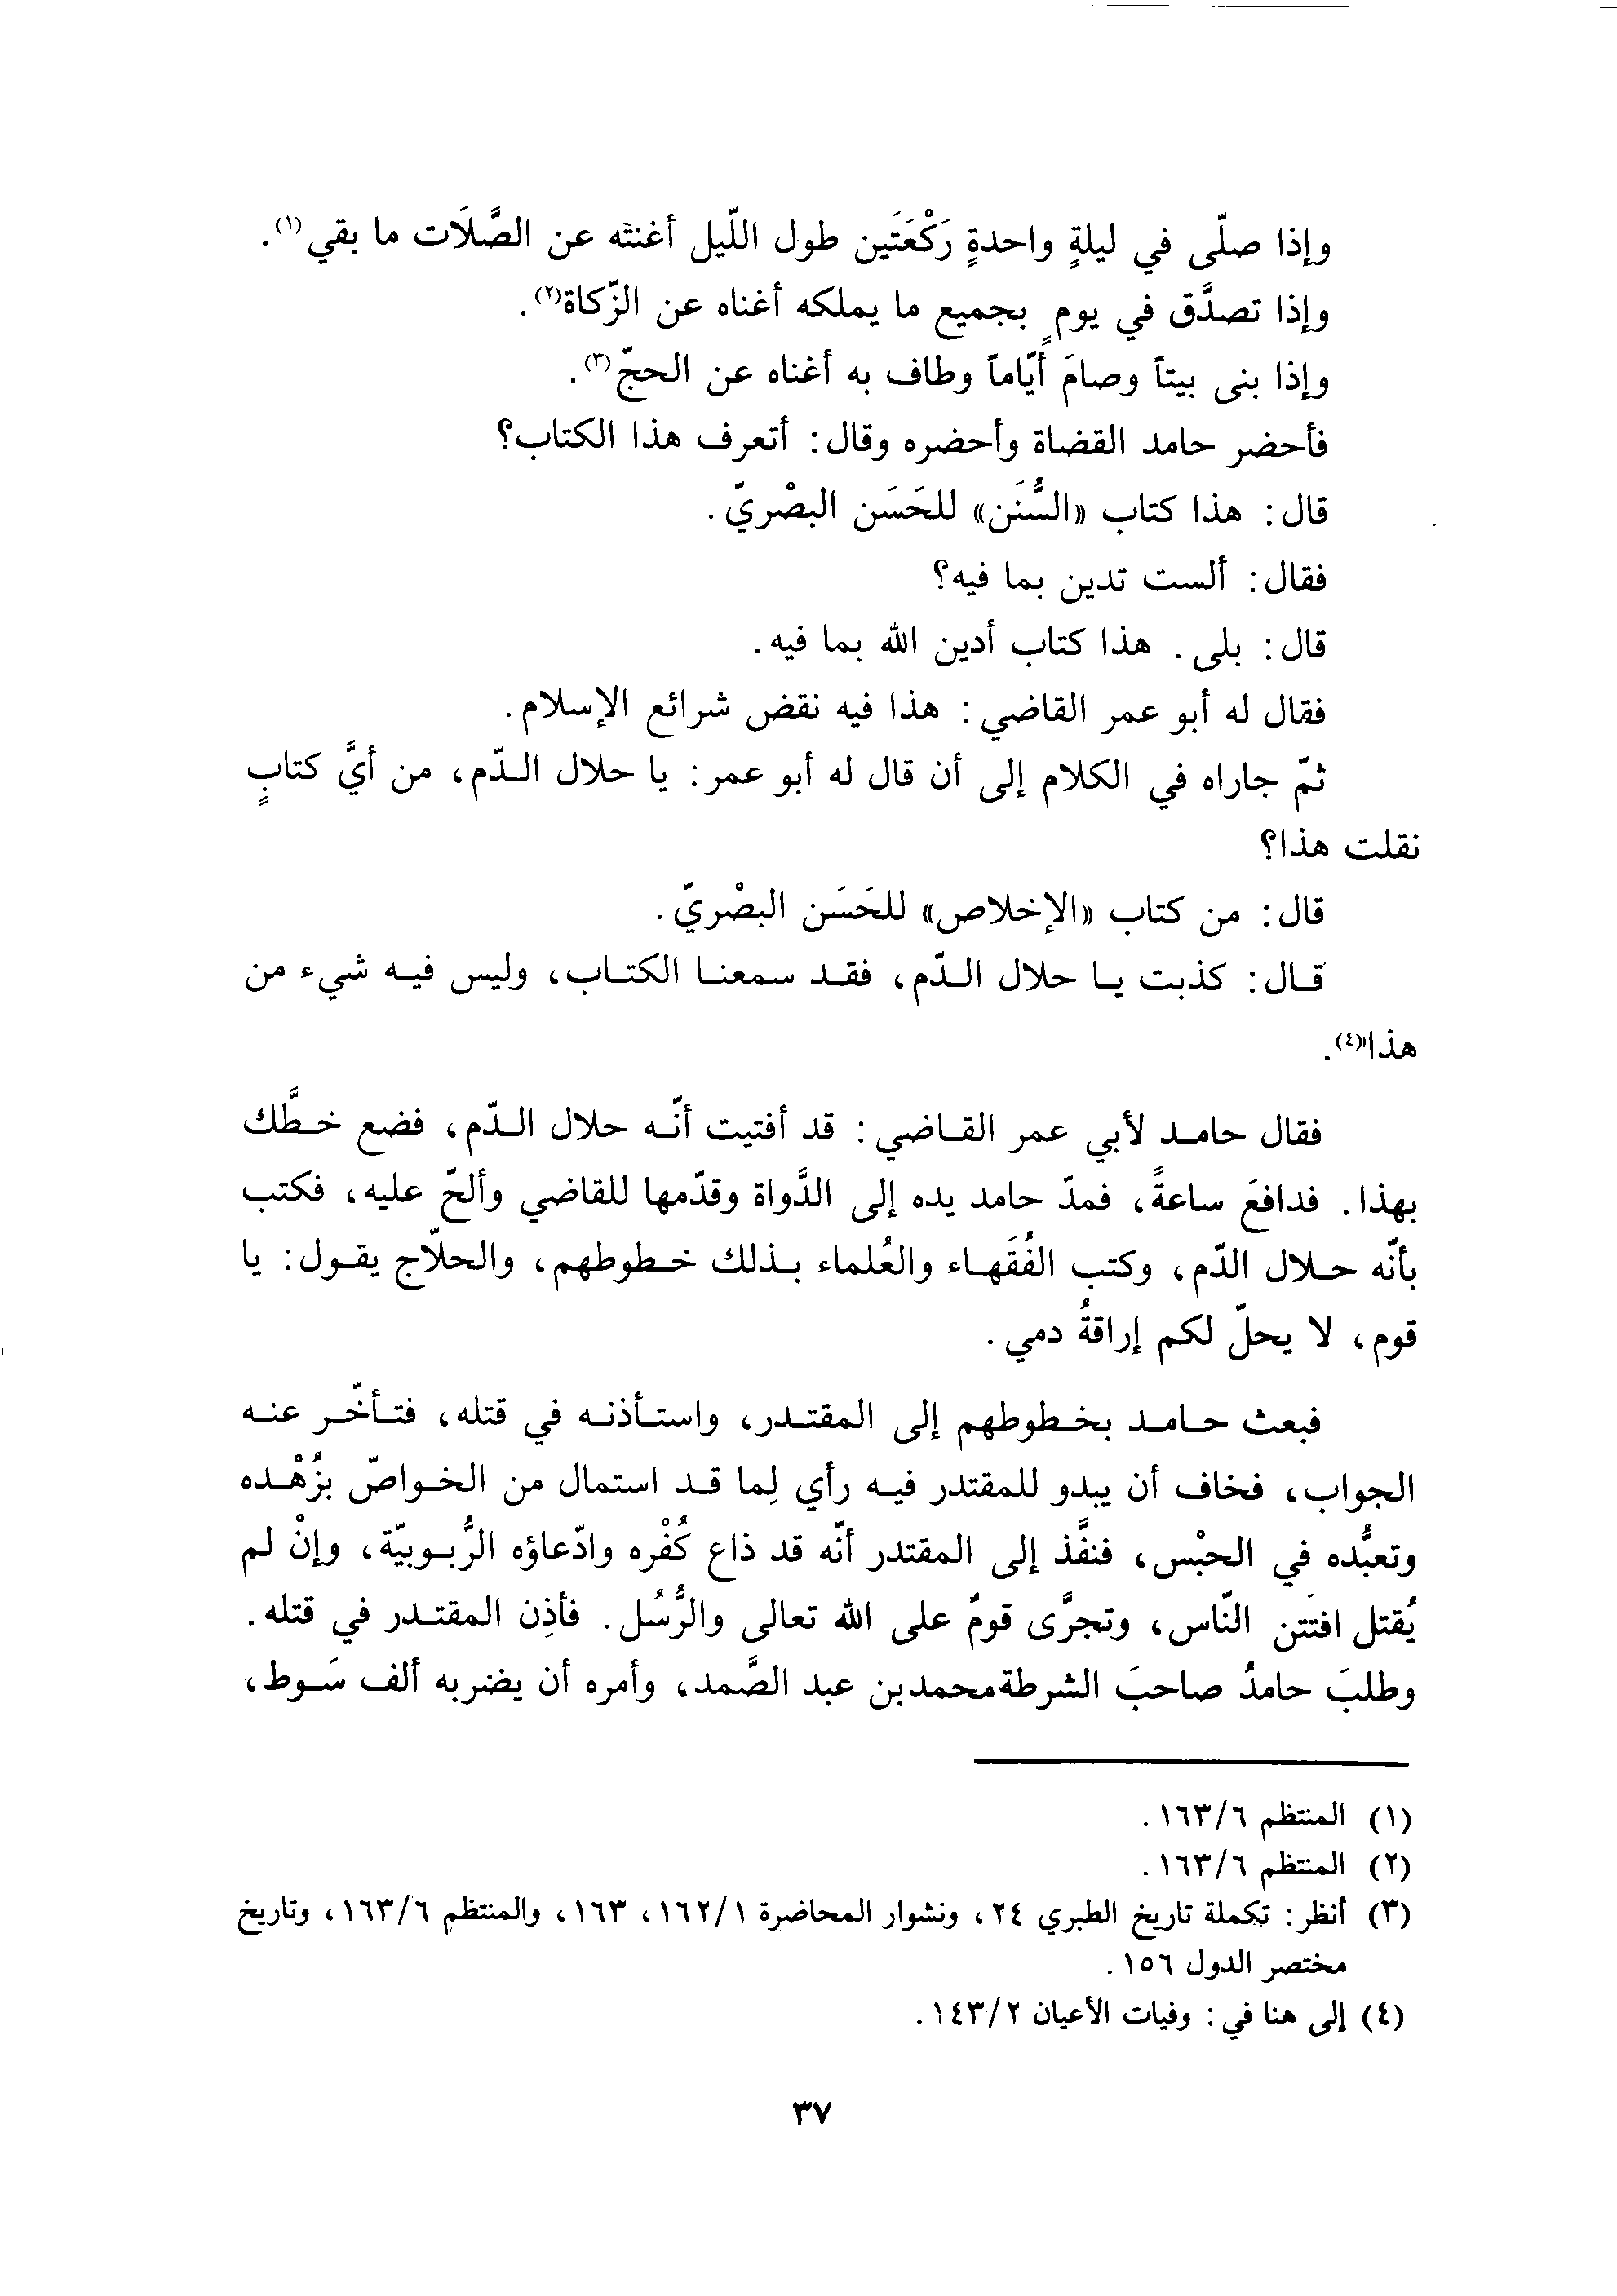 وإذا صلّى في ليلةٍ واحدةٍ رَكْعَتَين طول اللّيل أغنته عن الصَّلَات ما بقي(١).
وإذا تصدَّق في يومٍ بجميع ما يملكه أغناه عن الزّكاة(٢).
وإذا بنى بيتاً وصامَ أيّاماً وطاف به أغناه عن الحجّ(٣).
فأحضر حامد القضاة وأحضره وقال: أتعرف هذا الكتاب؟
قال: هذا كتاب «السُّنَن» للحَسَن البصْريّ.
فقال: ألست تدين بما فيه؟
قال: بلى. هذا كتاب أدين الله بما فيه.
فقال له أبو عمر القاضي: هذا فيه نقض شرائع الإسلام.
ثمّ جاراه في الكلام إلى أن قال له أبو عمر: يا حلال الدّم، من أيَّ كتابٍ
نقلت هذا؟
قال: من كتاب «الإخلاص» للحَسَن البصْريّ.
قال: كذبت يا حلال الدّم، فقد سمعنا الكتاب، وليس فيه شيء من
هذا»(٤).
فقال حامد لأبي عمر القاضي: قد أفتيت أنّه حلال الدّم، فضع خطَّك
بهذا. فدافعَ ساعةً، فمدّ حامد يده إلى الدَّواة وقدّمها للقاضي وألحّ عليه، فكتب
بأنّه حلال الدّم، وكتب الفُقَهاء والعُلماء بذلك خطوطهم، والحلّاج يقول: يا
قوم، لا يحلّ لكم إراقةُ دمي.
فبعث حامد بخطوطهم إلى المقتدر، واستأذنه في قتله، فتأخّر عنه
الجواب، فخاف أن يبدو للمقتدر فيه رأي لِما قد استمال من الخواصّ بزُهْده
وتعبُّده في الحبْس، فنفَّذ إلى المقتدر أنّه قد ذاع كُفْره وادّعاؤه الرُّبوبيّة، وإنْ لم
يُقتل افتتن النّاس، وتجرَّى قومٌ على الله تعالى والرُّسُل. فأذِن المقتدر في قتله.
وطلبَ حامدُ صاحبَ الشرطة محمد بن عبد الصَّمد، وأمره أن يضربه ألف سَوط،
(١) المنتظم ١٦٣/٦.
(٢) المنتظم ١٦٣/٦.
(٣) أنظر: تكملة تاريخ الطبري ٢٤، ونشوار المحاضرة ١٦٢/١، ١٦٣، والمنتظم ١٦٣/٦، وتاريخ
مختصر الدول ١٥٦.
(٤) إلى هنا في: وفيات الأعيان ١٤٣/٢.
٣٧